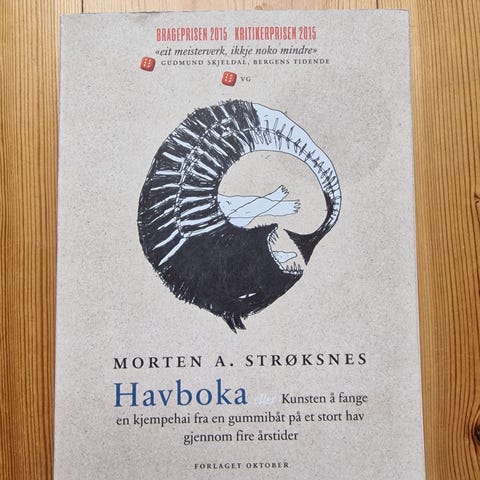 BRAGEPRISEN 2015 KRITIKERPRISEN 2015
«eit meisterverk, ikkje noko mindre»
GUDMUND SKJELDAL, BERGENS TIDENDE
VG
MORTEN A. STRØKSNES
Havboka eller Kunsten å fange
en kjempehai fra en gummibåt på et stort hav
gjennom fire årstider
FORLAGET OKTOBER